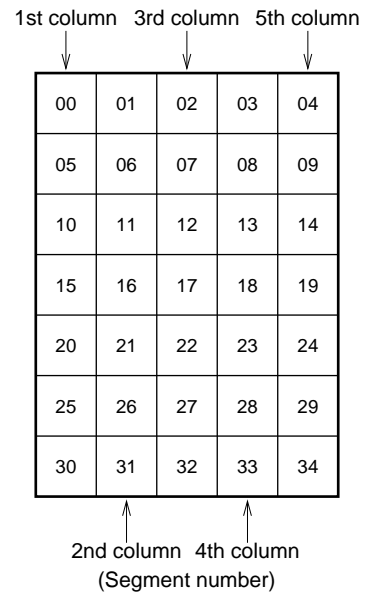 1st column 3rd column 5th column
00 01 02 03 04
05 06 07 08 09
10 11 12 13 14
15 16 17 18 19
20 21 22 23 24
25 26 27 28 29
30 31 32 33 34
2nd column 4th column
(Segment number)